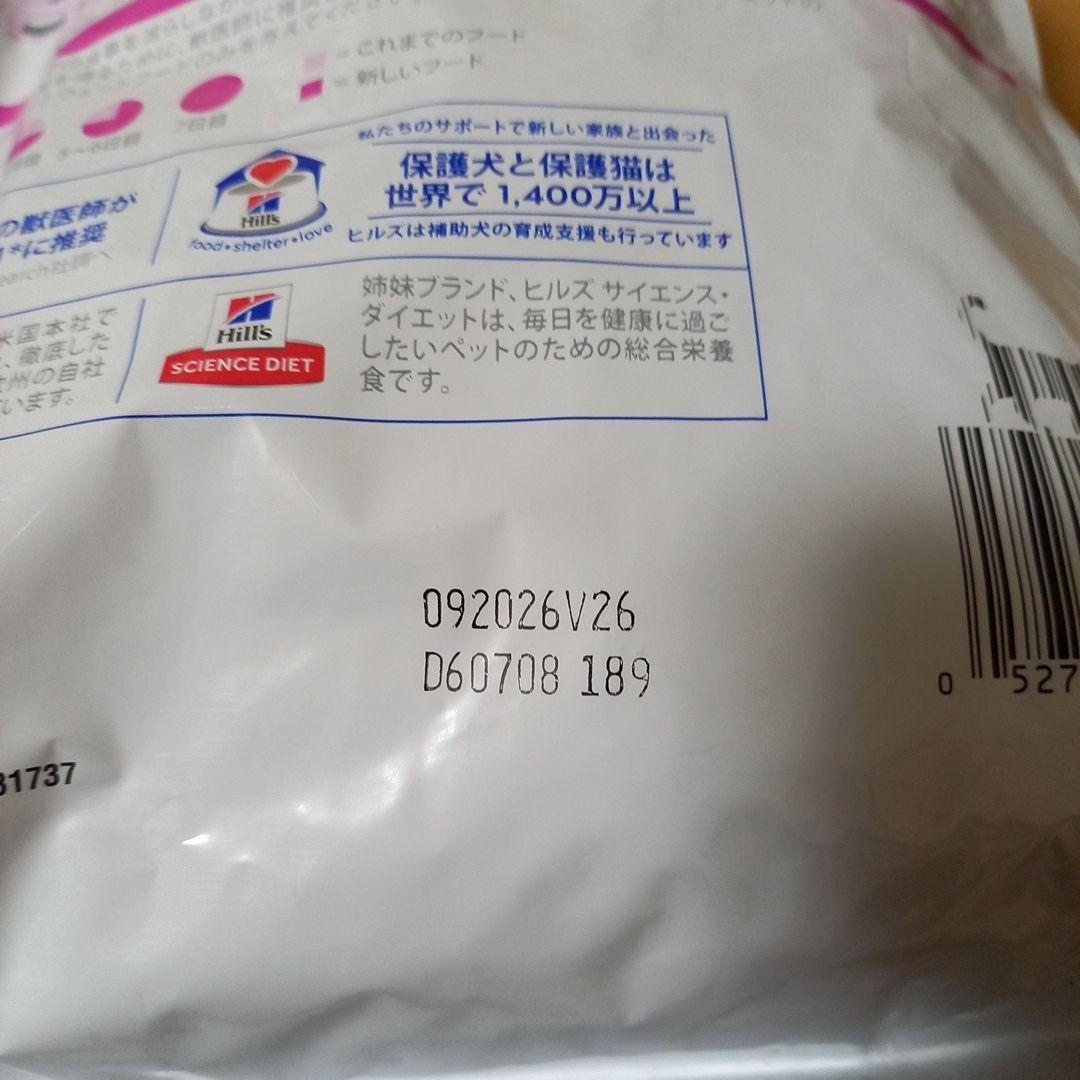 = これまでのフード
= 新しいフード
5〜6日目
7日目
の獣医師が
*に推奨
私たちのサポートで新しい家族と出会った
保護犬と保護猫は
世界で 1,400万以上
ヒルズは補助犬の育成支援も行っています
Hill's
food•shelter•love
米国本社で
、徹底した
州の自社
います。
Hill's
SCIENCE DIET
姉妹ブランド、ヒルズ サイエンス・
ダイエットは、毎日を健康に過ご
したいペットのための総合栄養
食です。
092026V26
D60708 189
0 527
31737